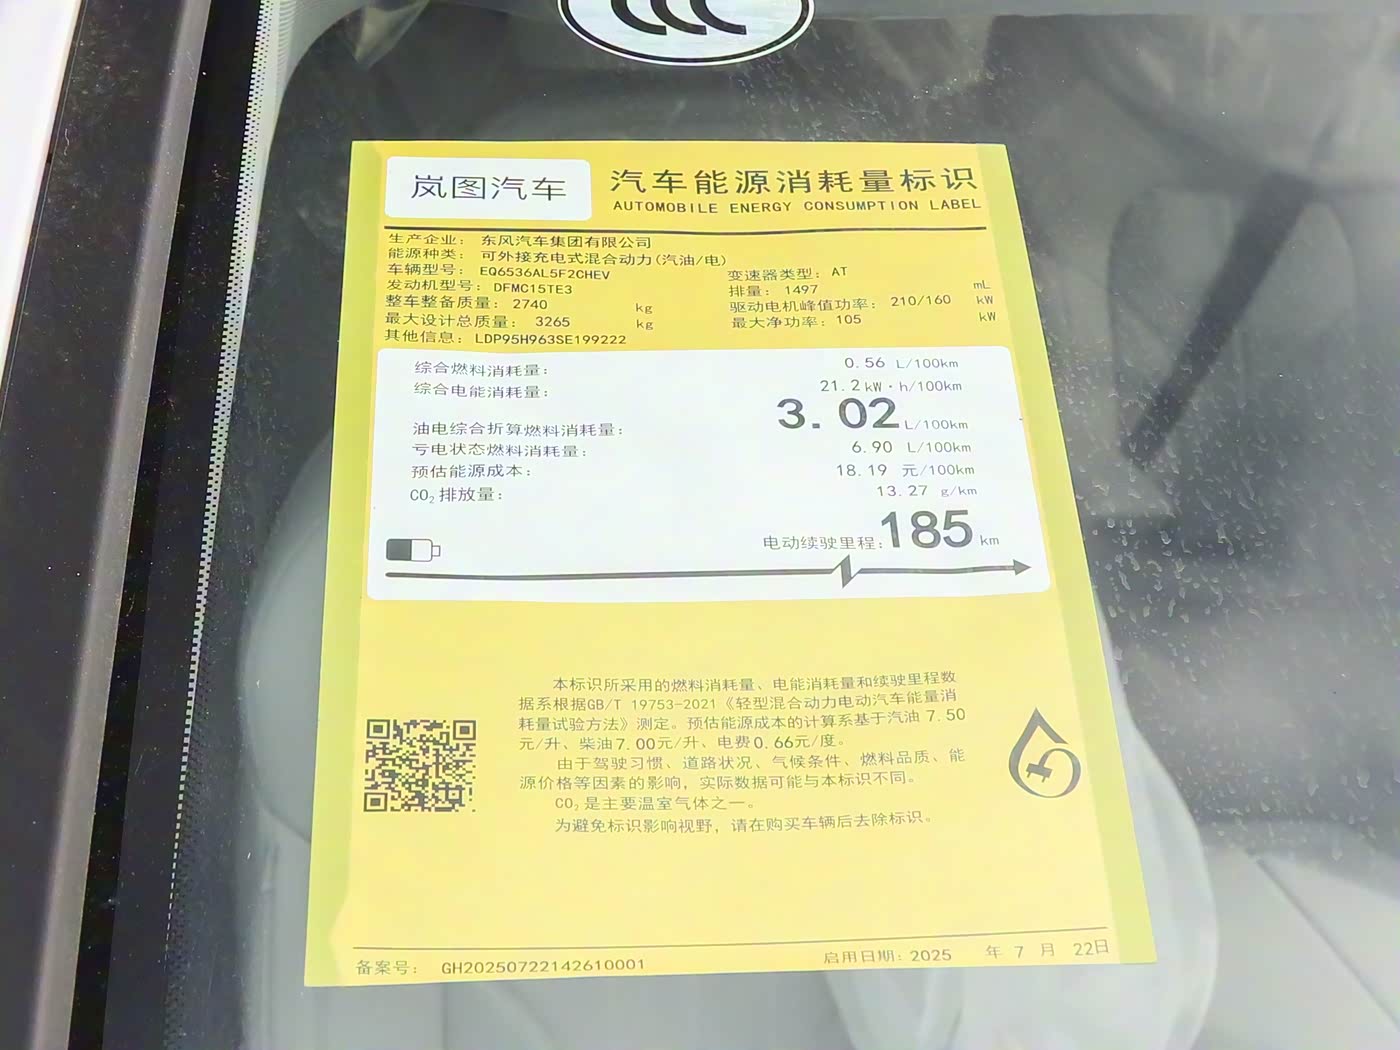 CCC
岚图汽车
汽车能源消耗量标识
AUTOMOBILE ENERGY CONSUMPTION LABEL
生产企业: 东风汽车集团有限公司
能源种类: 可外接充电式混合动力(汽油/电)
车辆型号: EQ6536AL5F2CHEV 变速器类型: AT
发动机型号: DFMC15TE3 排量: 1497 mL
整车整备质量: 2740 kg 驱动电机峰值功率: 210/160 kW
最大设计总质量: 3265 kg 最大净功率: 105 kW
其他信息: LDP95H963SE199222
综合燃料消耗量: 0.56 L/100km
综合电能消耗量: 21.2 kW·h/100km
油电综合折算燃料消耗量: 3.02 L/100km
亏电状态燃料消耗量: 6.90 L/100km
预估能源成本: 18.19 元/100km
CO₂排放量: 13.27 g/km
电动续驶里程: 185 km
本标识所采用的燃料消耗量、电能消耗量和续驶里程数
据系根据GB/T 19753-2021《轻型混合动力电动汽车能量消
耗量试验方法》测定。预估能源成本的计算系基于汽油 7.50
元/升、柴油7.00元/升、电费0.66元/度。
由于驾驶习惯、道路状况、气候条件、燃料品质、能
源价格等因素的影响，实际数据可能与本标识不同。
CO₂是主要温室气体之一。
为避免标识影响视野，请在购买车辆后去除标识。
备案号: GH20250722142610001 启用日期: 2025 年 7 月 22日